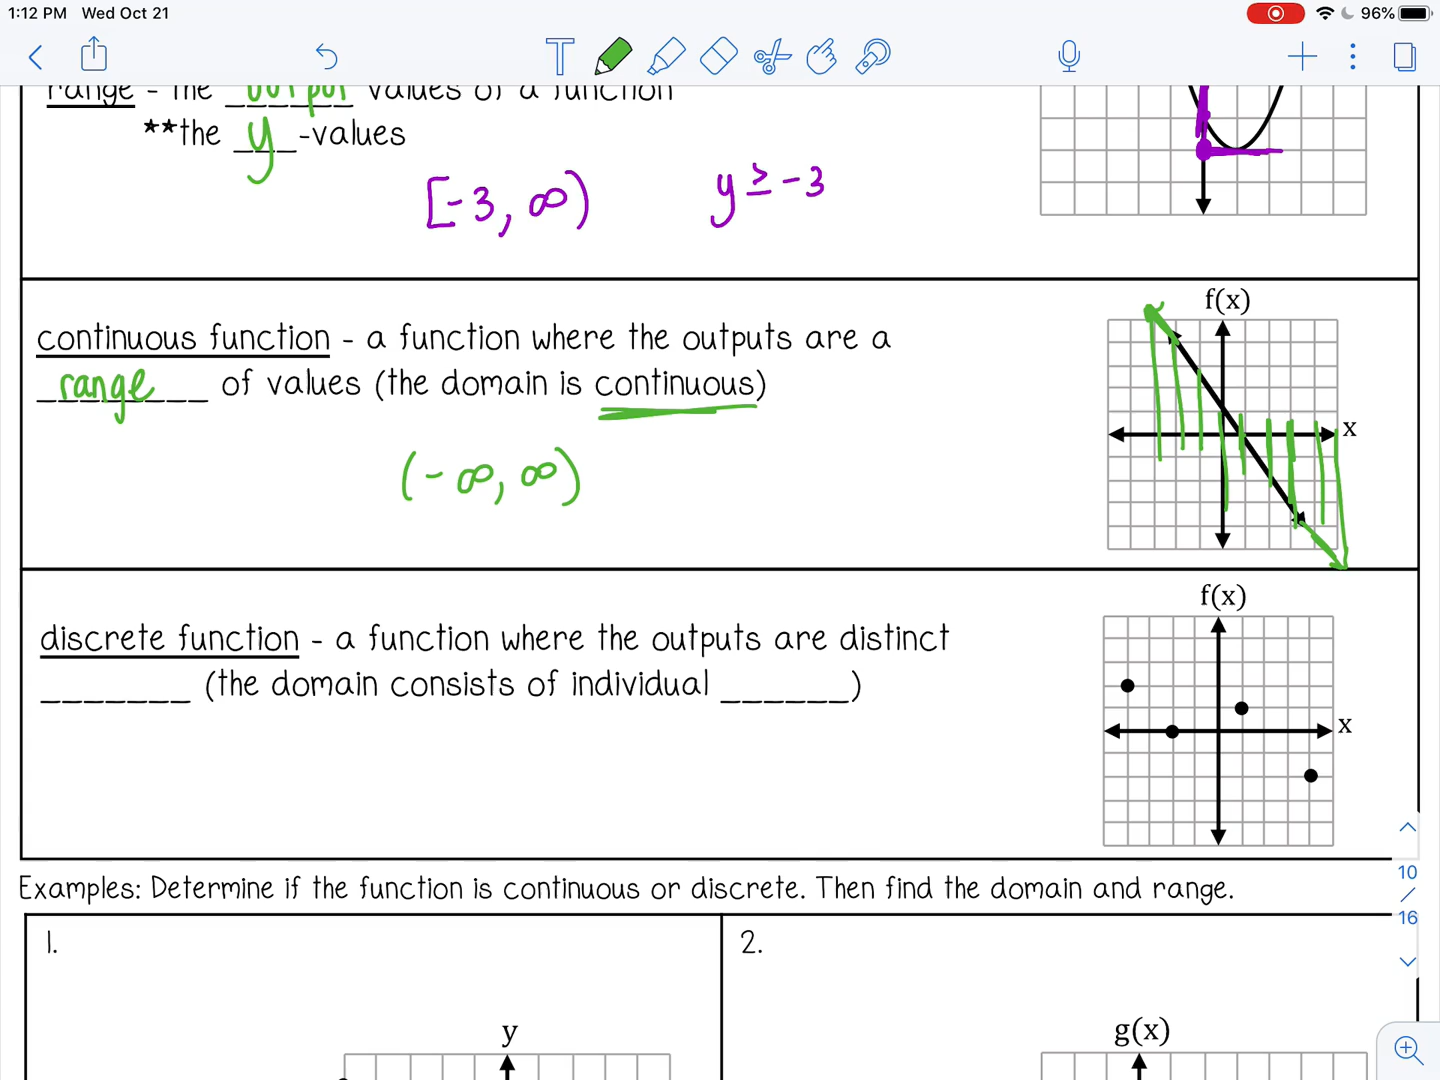 1:12 PM Wed Oct 21
96%
range - the output values of a function
**the y-values
[-3, ∞) y ≥ -3
f(x)
continuous function - a function where the outputs are a
range of values (the domain is continuous)
x
(-∞, ∞)
f(x)
discrete function - a function where the outputs are distinct
_______ (the domain consists of individual ______)
x
Examples: Determine if the function is continuous or discrete. Then find the domain and range.
10
/
16
1. 2.
y g(x)